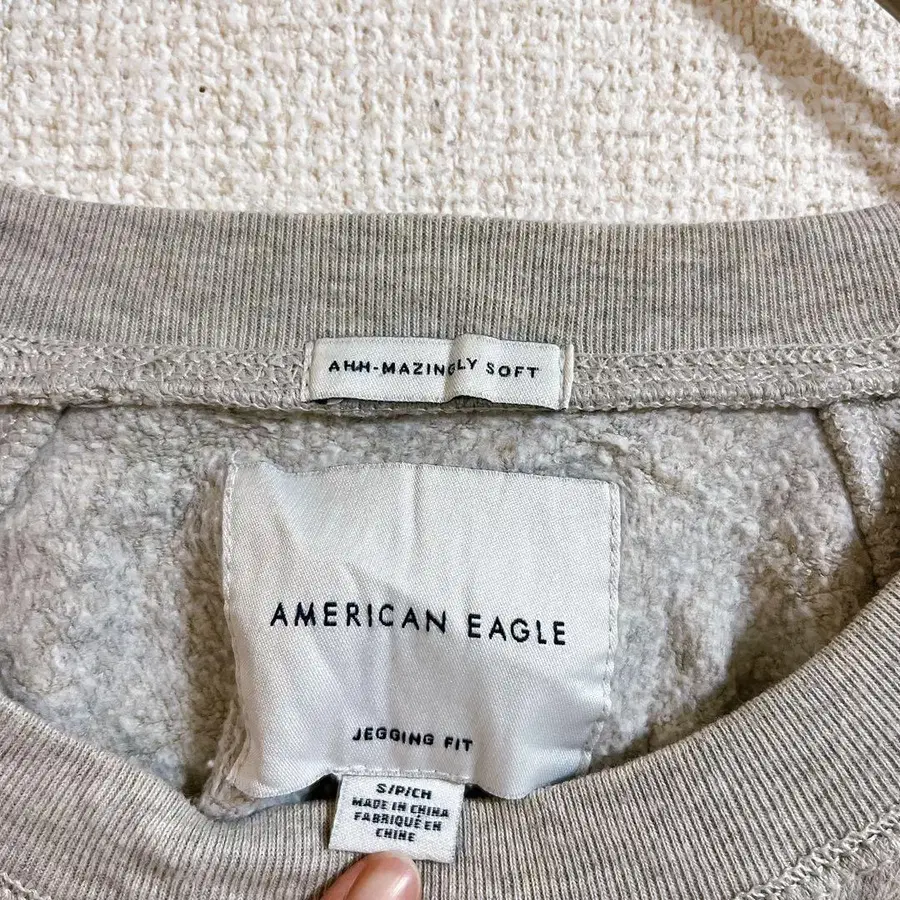 AHH-MAZINGLY SOFT
AMERICAN EAGLE
JEGGING FIT
S/P/CH
MADE IN CHINA
FABRIQUÉ EN
CHINE